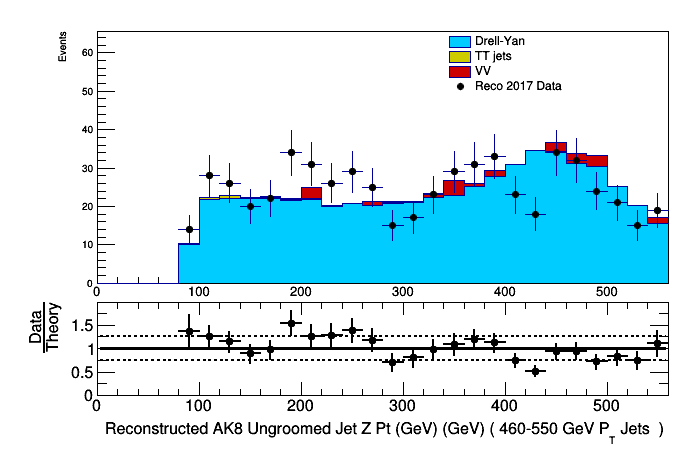 Events
60
50
40
30
20
10
0
Drell-Yan
TT jets
VV
Reco 2017 Data
0 100 200 300 400 500
Data
Theory
1.5
1
0.5
0
0 100 200 300 400 500
Reconstructed AK8 Ungroomed Jet Z Pt (GeV) (GeV) ( 460-550 GeV P_T Jets )